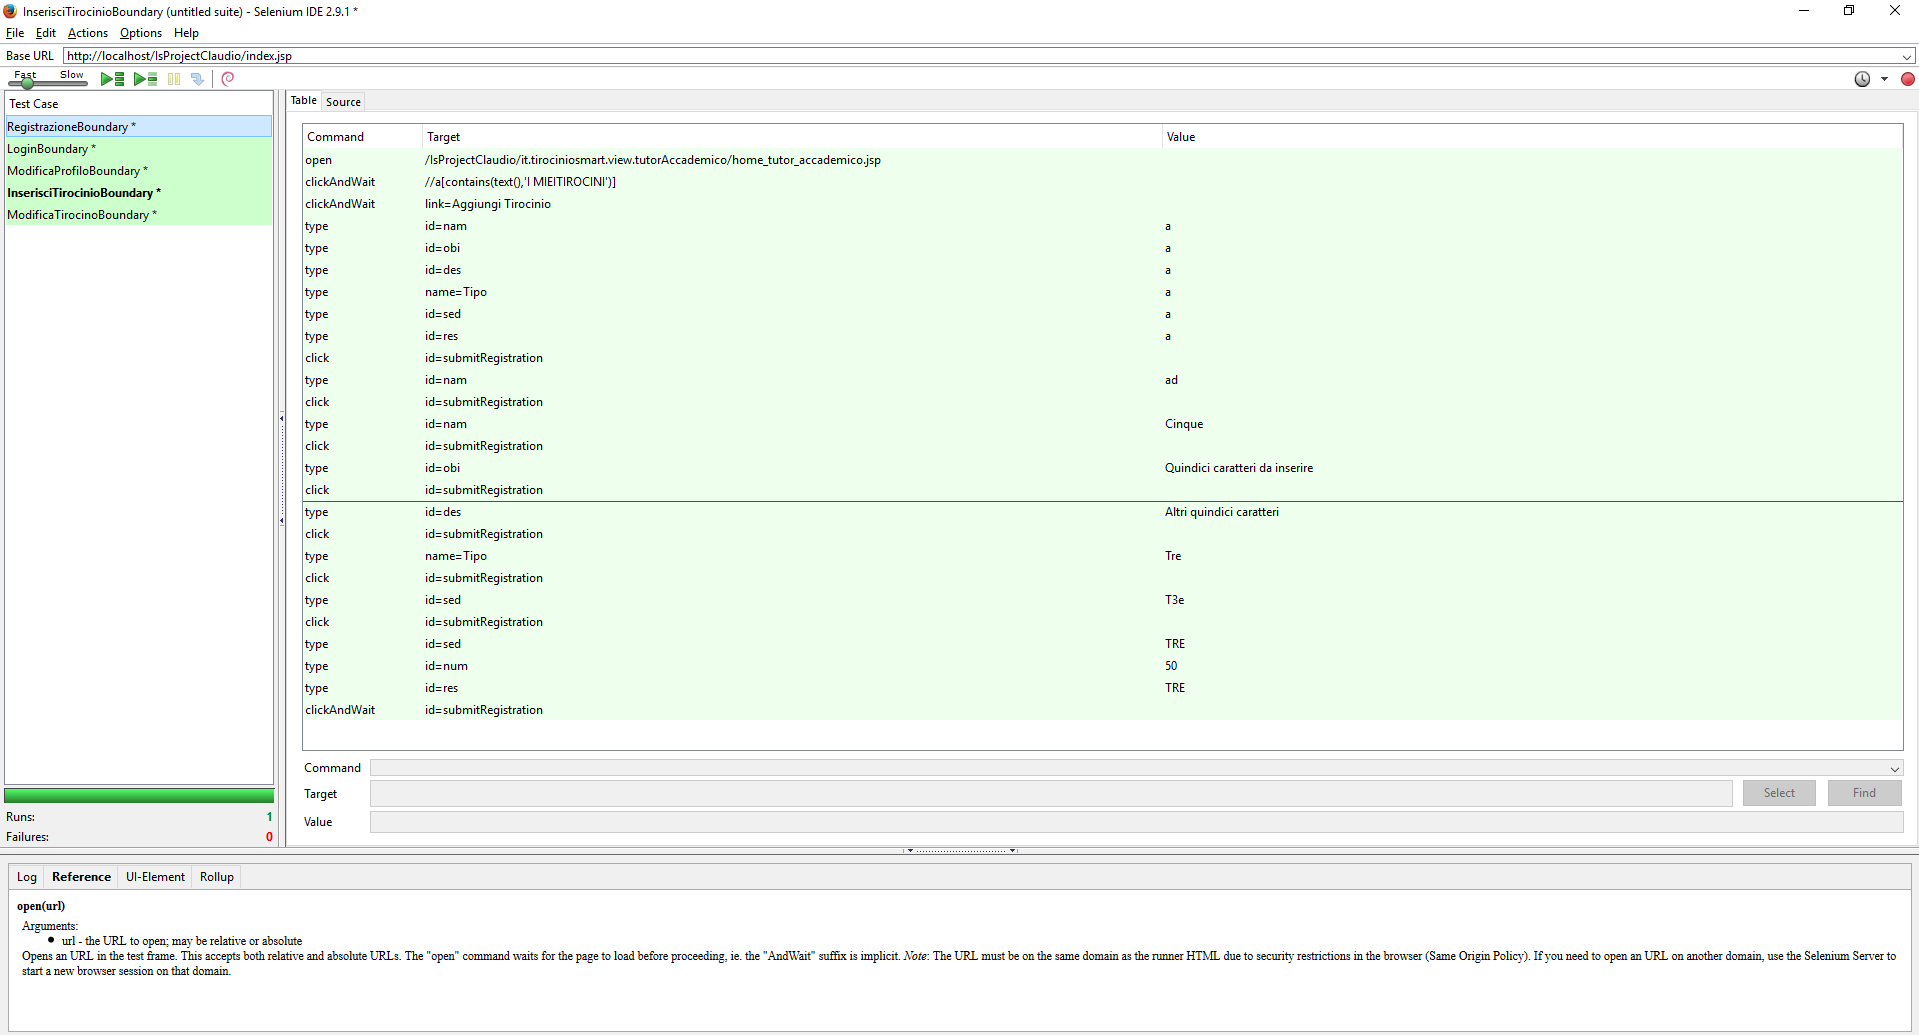 InserisciTirocinioBoundary (untitled suite) - Selenium IDE 2.9.1 *
File Edit Actions Options Help
Base URL http://localhost/IsProjectClaudio/index.jsp
Fast Slow
Test Case
RegistrazioneBoundary *
LoginBoundary *
ModificaProfiloBoundary *
InserisciTirocinioBoundary *
ModificaTirocinoBoundary *
Runs: 1
Failures: 0
Table Source
Command Target Value
open /IsProjectClaudio/it.tirociniosmart.view.tutorAccademico/home_tutor_accademico.jsp
clickAndWait //a[contains(text(),'I MIEITIROCINI')]
clickAndWait link=Aggiungi Tirocinio
type id=nam a
type id=obi a
type id=des a
type name=Tipo a
type id=sed a
type id=res a
click id=submitRegistration
type id=nam ad
click id=submitRegistration
type id=nam Cinque
click id=submitRegistration
type id=obi Quindici caratteri da inserire
click id=submitRegistration
type id=des Altri quindici caratteri
click id=submitRegistration
type name=Tipo Tre
click id=submitRegistration
type id=sed T3e
click id=submitRegistration
type id=sed TRE
type id=num 50
type id=res TRE
clickAndWait id=submitRegistration
Command
Target Select Find
Value
Log Reference UI-Element Rollup
open(url)
Arguments:
url - the URL to open; may be relative or absolute
Opens an URL in the test frame. This accepts both relative and absolute URLs. The "open" command waits for the page to load before proceeding, ie. the "AndWait" suffix is implicit. Note: The URL must be on the same domain as the runner HTML due to security restrictions in the browser (Same Origin Policy). If you need to open an URL on another domain, use the Selenium Server to
start a new browser session on that domain.